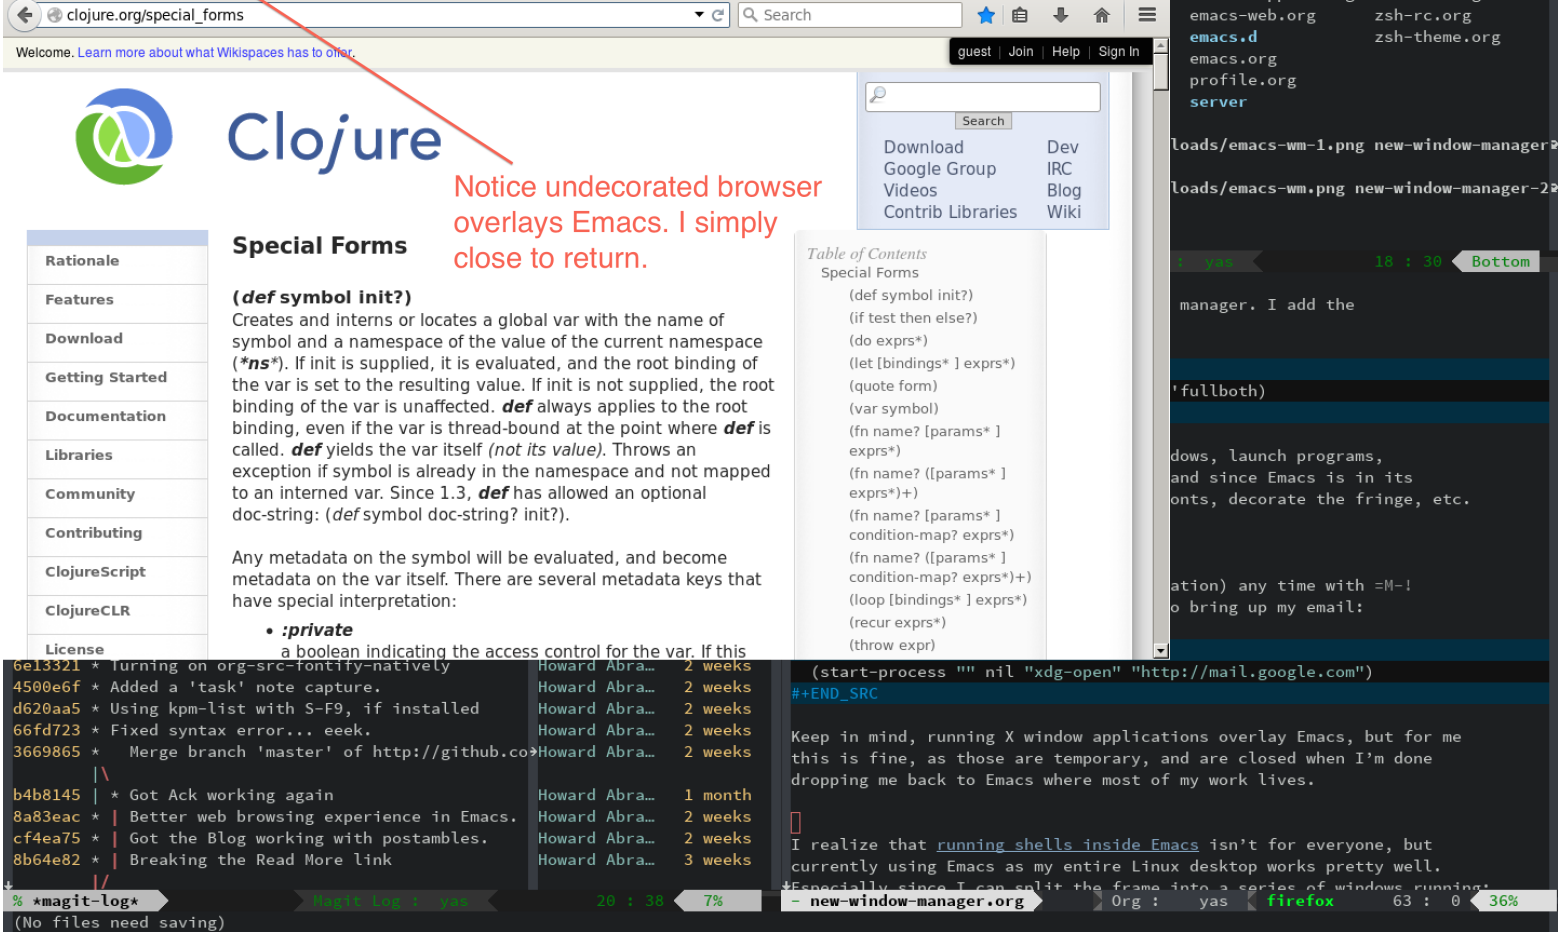 clojure.org/special_forms
Search
Welcome. Learn more about what Wikispaces has to offer.
guest | Join | Help | Sign In
Clojure
Search
Download Dev
Google Group IRC
Videos Blog
Contrib Libraries Wiki
Notice undecorated browser
overlays Emacs. I simply
close to return.
Rationale
Features
Download
Getting Started
Documentation
Libraries
Community
Contributing
ClojureScript
ClojureCLR
License
Special Forms
(def symbol init?)
Creates and interns or locates a global var with the name of
symbol and a namespace of the value of the current namespace
(*ns*). If init is supplied, it is evaluated, and the root binding of
the var is set to the resulting value. If init is not supplied, the root
binding of the var is unaffected. def always applies to the root
binding, even if the var is thread-bound at the point where def is
called. def yields the var itself (not its value). Throws an
exception if symbol is already in the namespace and not mapped
to an interned var. Since 1.3, def has allowed an optional
doc-string: (def symbol doc-string? init?).
Any metadata on the symbol will be evaluated, and become
metadata on the var itself. There are several metadata keys that
have special interpretation:
• :private
a boolean indicating the access control for the var. If this
Table of Contents
Special Forms
(def symbol init?)
(if test then else?)
(do exprs*)
(let [bindings* ] exprs*)
(quote form)
(var symbol)
(fn name? [params* ]
exprs*)
(fn name? ([params* ]
exprs*)+)
(fn name? [params* ]
condition-map? exprs*)
(fn name? ([params* ]
condition-map? exprs*)+)
(loop [bindings* ] exprs*)
(recur exprs*)
(throw expr)
emacs-web.org zsh-rc.org
emacs.d zsh-theme.org
emacs.org
profile.org
server
loads/emacs-wm-1.png new-window-manager
loads/emacs-wm.png new-window-manager-2
: yas 18 : 30 Bottom
manager. I add the
'fullboth)
dows, launch programs,
and since Emacs is in its
onts, decorate the fringe, etc.
ation) any time with =M-!
o bring up my email:
6e13321 * Turning on org-src-fontify-natively Howard Abra… 2 weeks
4500e6f * Added a 'task' note capture. Howard Abra… 2 weeks
d620aa5 * Using kpm-list with S-F9, if installed Howard Abra… 2 weeks
66fd723 * Fixed syntax error... eeek. Howard Abra… 2 weeks
3669865 * Merge branch 'master' of http://github.co Howard Abra… 2 weeks
|\
b4b8145 | * Got Ack working again Howard Abra… 1 month
8a83eac * | Better web browsing experience in Emacs. Howard Abra… 2 weeks
cf4ea75 * | Got the Blog working with postambles. Howard Abra… 2 weeks
8b64e82 * | Breaking the Read More link Howard Abra… 3 weeks
|/
% *magit-log* Magit Log : yas 20 : 38 7%
(No files need saving)
(start-process "" nil "xdg-open" "http://mail.google.com")
#+END_SRC
Keep in mind, running X window applications overlay Emacs, but for me
this is fine, as those are temporary, and are closed when I'm done
dropping me back to Emacs where most of my work lives.
I realize that running shells inside Emacs isn't for everyone, but
currently using Emacs as my entire Linux desktop works pretty well.
Especially since I can split the frame into a series of windows running:
- new-window-manager.org Org : yas firefox 63 : 0 36%